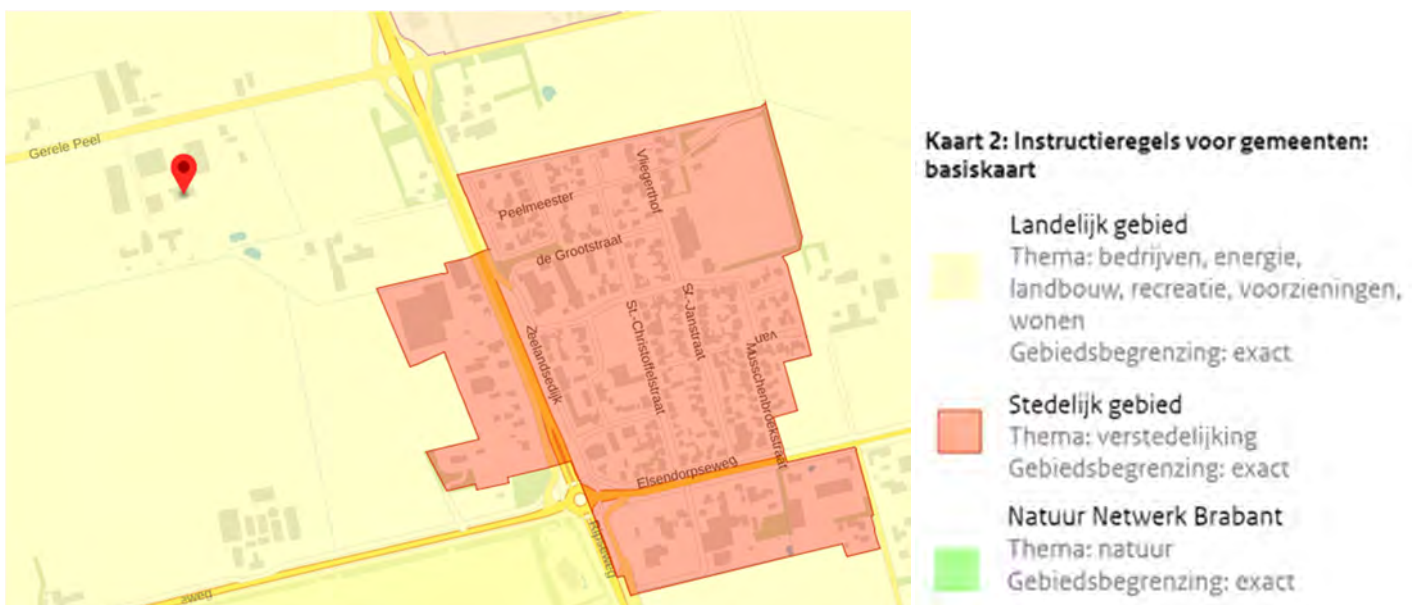 Gerele Peel
Peelmeester
Vliegerthof
de Grootstraat
Zeelandsedijk
St.-Christoffelstraat
St.-Janstraat
van
Musschenbroekstraat
Elsendorpseweg
Ripseweg
zweg
Kaart 2: Instructieregels voor gemeenten:
basiskaart
Landelijk gebied
Thema: bedrijven, energie,
landbouw, recreatie, voorzieningen,
wonen
Gebiedsbegrenzing: exact
Stedelijk gebied
Thema: verstedelijking
Gebiedsbegrenzing: exact
Natuur Netwerk Brabant
Thema: natuur
Gebiedsbegrenzing: exact